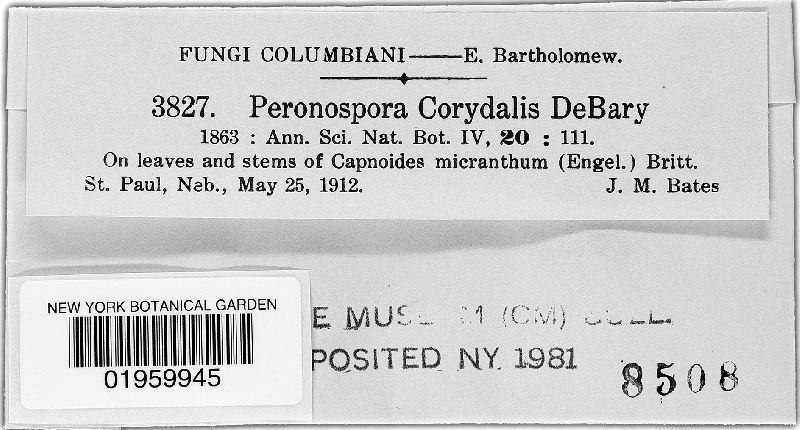 FUNGI COLUMBIANI——E. Bartholomew.
3827. Peronospora Corydalis DeBary
1863 : Ann. Sci. Nat. Bot. IV, 20 : 111.
On leaves and stems of Capnoides micranthum (Engel.) Britt.
St. Paul, Neb., May 25, 1912. J. M. Bates
NEW YORK BOTANICAL GARDEN
01959945
E (CM)
POSITED NY. 1981
8508